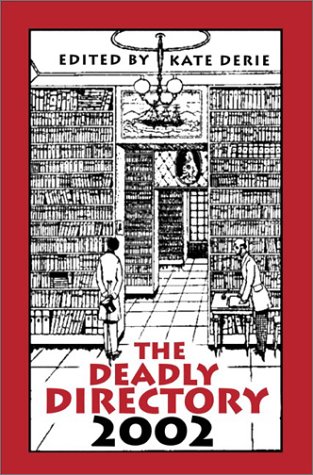 EDITED BY KATE DERIE
THE
DEADLY
DIRECTORY
2002